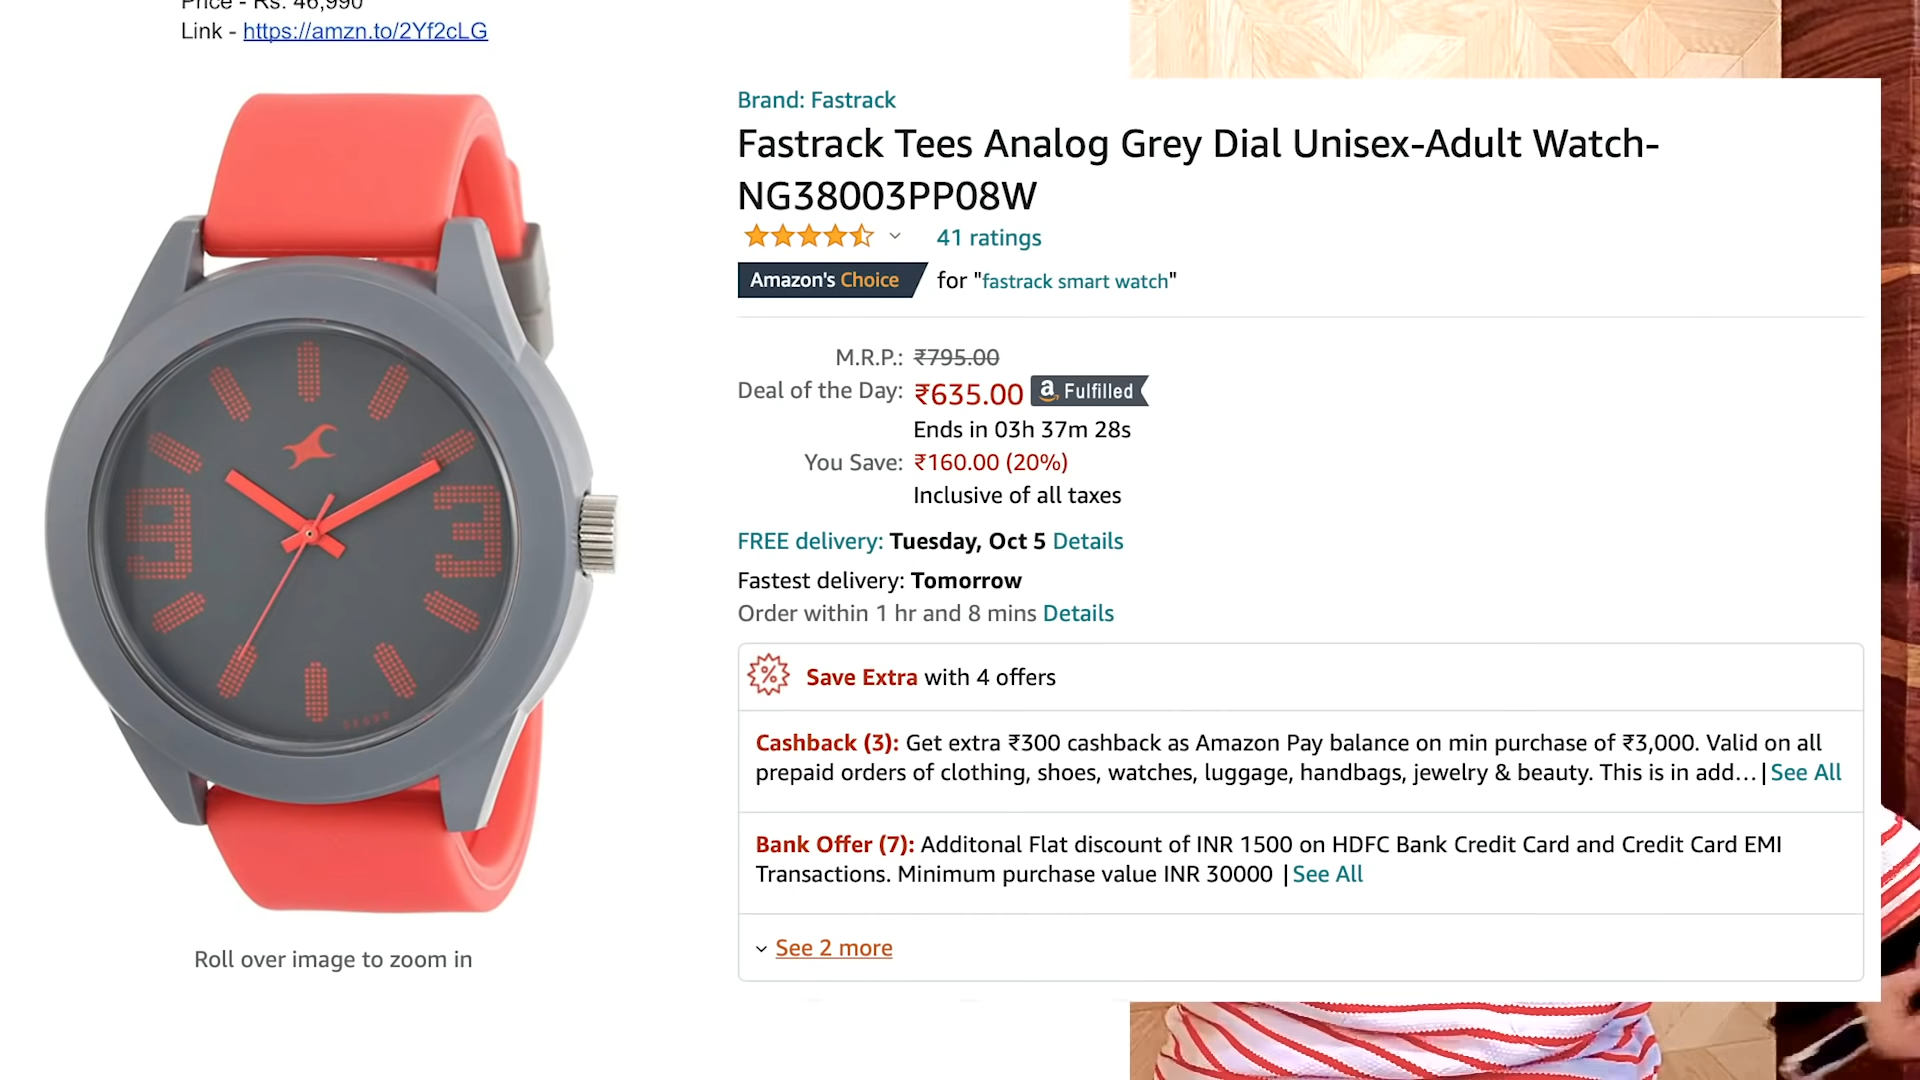 Price - Rs. 46,990
Link - https://amzn.to/2Yf2cLG
Brand: Fastrack
Fastrack Tees Analog Grey Dial Unisex-Adult Watch-
NG38003PP08W
41 ratings
Amazon's Choice for "fastrack smart watch"
M.R.P.: ₹795.00
Deal of the Day: ₹635.00 a Fulfilled
Ends in 03h 37m 28s
You Save: ₹160.00 (20%)
Inclusive of all taxes
FREE delivery: Tuesday, Oct 5 Details
Fastest delivery: Tomorrow
Order within 1 hr and 8 mins Details
% Save Extra with 4 offers
Cashback (3): Get extra ₹300 cashback as Amazon Pay balance on min purchase of ₹3,000. Valid on all
prepaid orders of clothing, shoes, watches, luggage, handbags, jewelry & beauty. This is in add... | See All
Bank Offer (7): Additonal Flat discount of INR 1500 on HDFC Bank Credit Card and Credit Card EMI
Transactions. Minimum purchase value INR 30000 | See All
See 2 more
9 3
Roll over image to zoom in